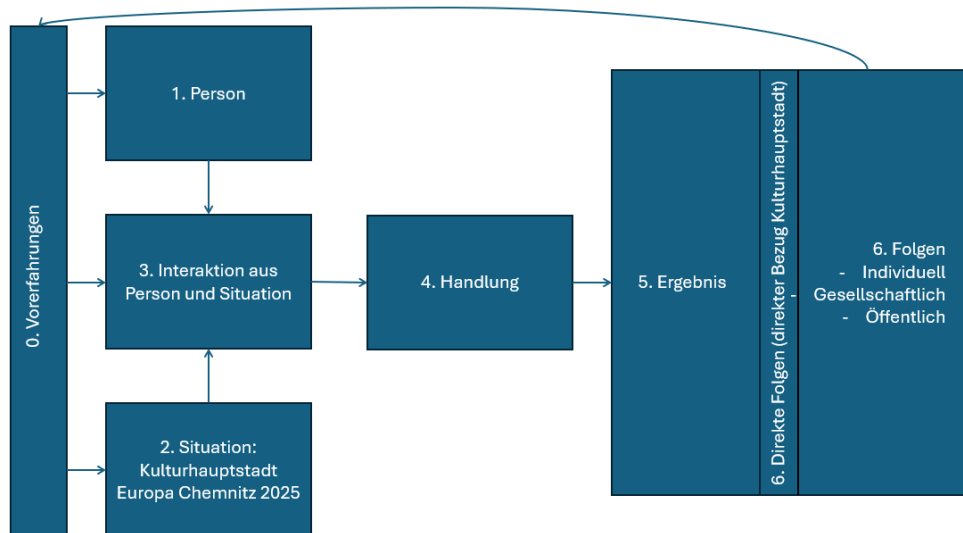 0. Vorerfahrungen
1. Person
3. Interaktion aus
Person und Situation
2. Situation:
Kulturhauptstadt
Europa Chemnitz 2025
4. Handlung
5. Ergebnis
6. Direkte Folgen (direkter Bezug Kulturhauptstadt)
6. Folgen
- Individuell
- Gesellschaftlich
- Öffentlich